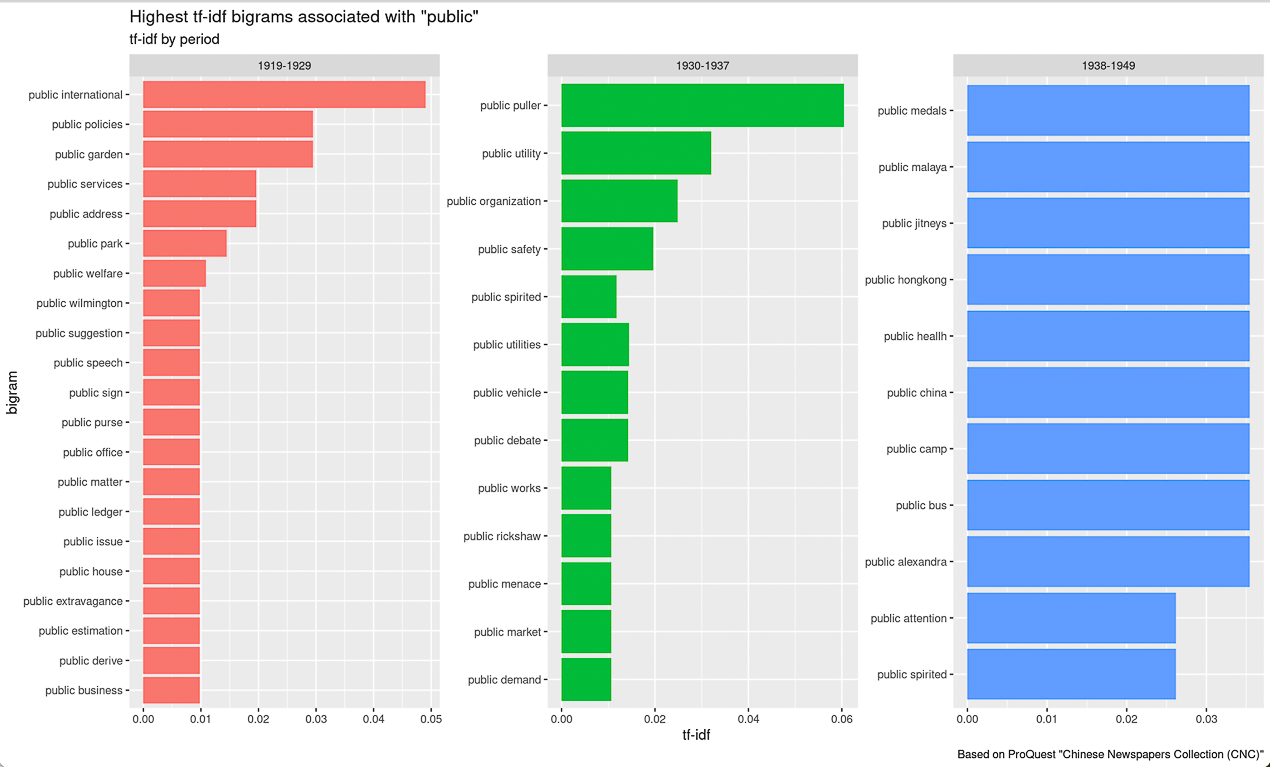 Highest tf-idf bigrams associated with "public"
tf-idf by period
1919-1929
public international
public policies
public garden
public services
public address
public park
public welfare
public wilmington
public suggestion
public speech
public sign
public purse
public office
public matter
public ledger
public issue
public house
public extravagance
public estimation
public derive
public business
0.00 0.01 0.02 0.03 0.04 0.05
1930-1937
public puller
public utility
public organization
public safety
public spirited
public utilities
public vehicle
public debate
public works
public rickshaw
public menace
public market
public demand
0.00 0.02 0.04 0.06
1938-1949
public medals
public malaya
public jitneys
public hongkong
public heallh
public china
public camp
public bus
public alexandra
public attention
public spirited
0.00 0.01 0.02 0.03
bigram
tf-idf
Based on ProQuest "Chinese Newspapers Collection (CNC)"